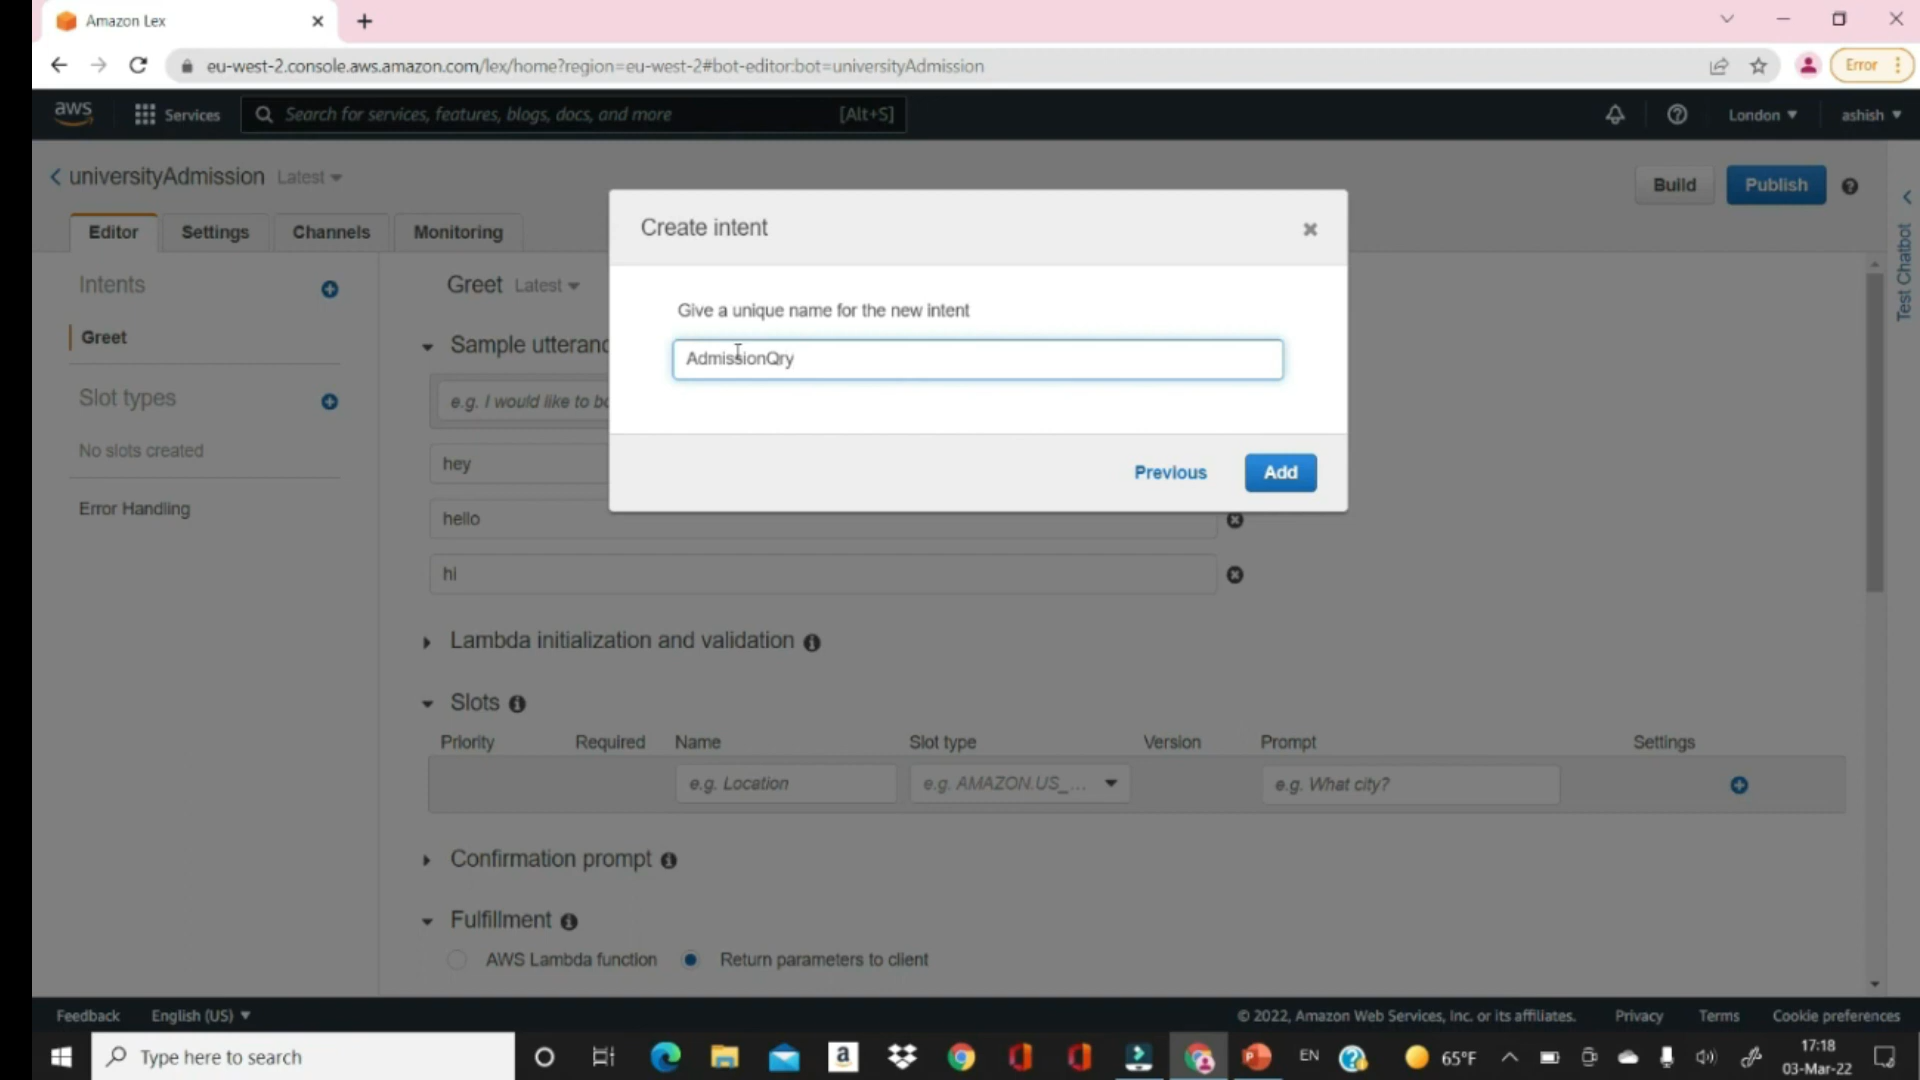 Amazon Lex
eu-west-2.console.aws.amazon.com/lex/home?region=eu-west-2#bot-editor:bot=universityAdmission
Error
aws
Services
Search for services, features, blogs, docs, and more
[Alt+S]
London
ashish
universityAdmission Latest
Build
Publish
Editor
Settings
Channels
Monitoring
Test Chatbot
Create intent
Give a unique name for the new intent
AdmissionQry
Previous
Add
Intents
Greet
Slot types
No slots created
Error Handling
Greet Latest
Sample utteranc
e.g. I would like to bo
hey
hello
hi
Lambda initialization and validation
Slots
Priority Required Name Slot type Version Prompt Settings
e.g. Location
e.g. AMAZON.US_...
e.g. What city?
Confirmation prompt
Fulfillment
AWS Lambda function
Return parameters to client
Feedback
English (US)
© 2022, Amazon Web Services, Inc. or its affiliates.
Privacy
Terms
Cookie preferences
Type here to search
EN
65°F
17:18
03-Mar-22